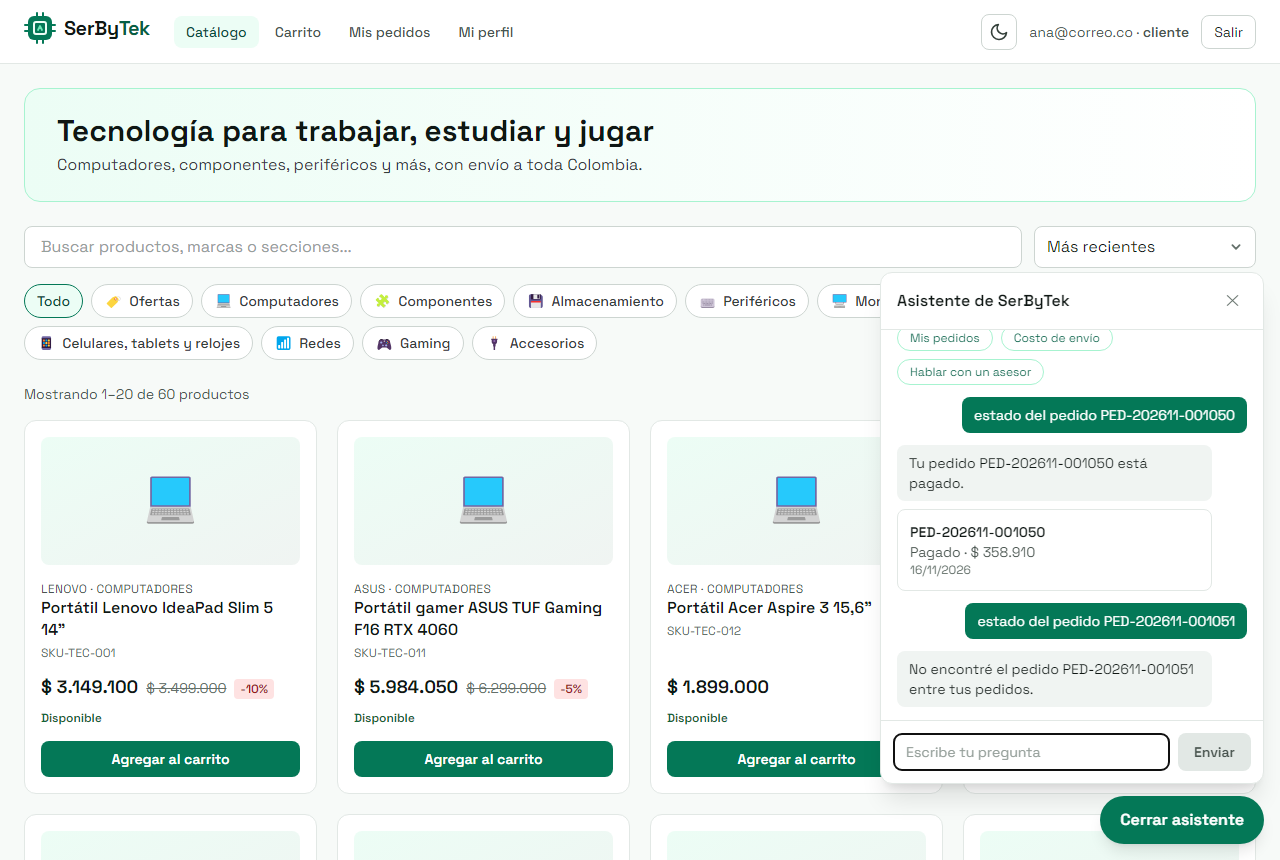 SerByTek
Catálogo
Carrito
Mis pedidos
Mi perfil
ana@correo.co · cliente
Salir
Tecnología para trabajar, estudiar y jugar
Computadores, componentes, periféricos y más, con envío a toda Colombia.
Buscar productos, marcas o secciones...
Más recientes
Todo
Ofertas
Computadores
Componentes
Almacenamiento
Periféricos
Celulares, tablets y relojes
Redes
Gaming
Accesorios
Mostrando 1–20 de 60 productos
LENOVO · COMPUTADORES
Portátil Lenovo IdeaPad Slim 5
14”
SKU-TEC-001
$ 3.149.100 $ 3.499.000 -10%
Disponible
Agregar al carrito
ASUS · COMPUTADORES
Portátil gamer ASUS TUF Gaming
F16 RTX 4060
SKU-TEC-011
$ 5.984.050 $ 6.299.000 -5%
Disponible
Agregar al carrito
ACER · COMPUTADORES
Portátil Acer Aspire 3 15,6”
SKU-TEC-012
$ 1.899.000
Disponible
Agregar al carrito
Asistente de SerByTek
Mis pedidos
Costo de envío
Hablar con un asesor
estado del pedido PED-202611-001050
Tu pedido PED-202611-001050 está
pagado.
PED-202611-001050
Pagado · $ 358.910
16/11/2026
estado del pedido PED-202611-001051
No encontré el pedido PED-202611-001051
entre tus pedidos.
Escribe tu pregunta
Enviar
Cerrar asistente